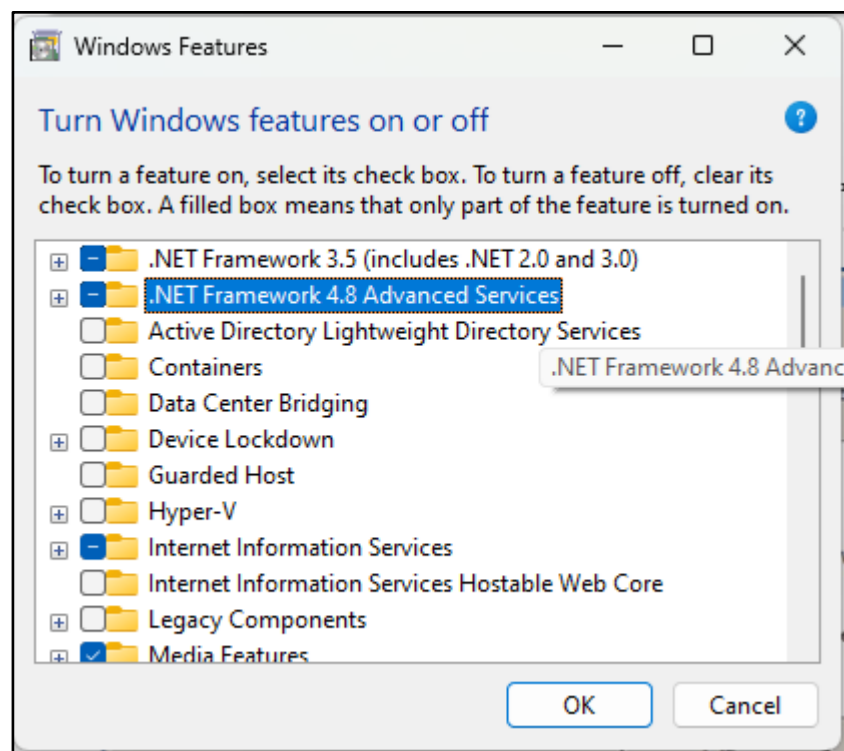 Windows Features
Turn Windows features on or off
To turn a feature on, select its check box. To turn a feature off, clear its
check box. A filled box means that only part of the feature is turned on.
.NET Framework 3.5 (includes .NET 2.0 and 3.0)
.NET Framework 4.8 Advanced Services
Active Directory Lightweight Directory Services
Containers
.NET Framework 4.8 Advanc
Data Center Bridging
Device Lockdown
Guarded Host
Hyper-V
Internet Information Services
Internet Information Services Hostable Web Core
Legacy Components
Media Features
OK
Cancel